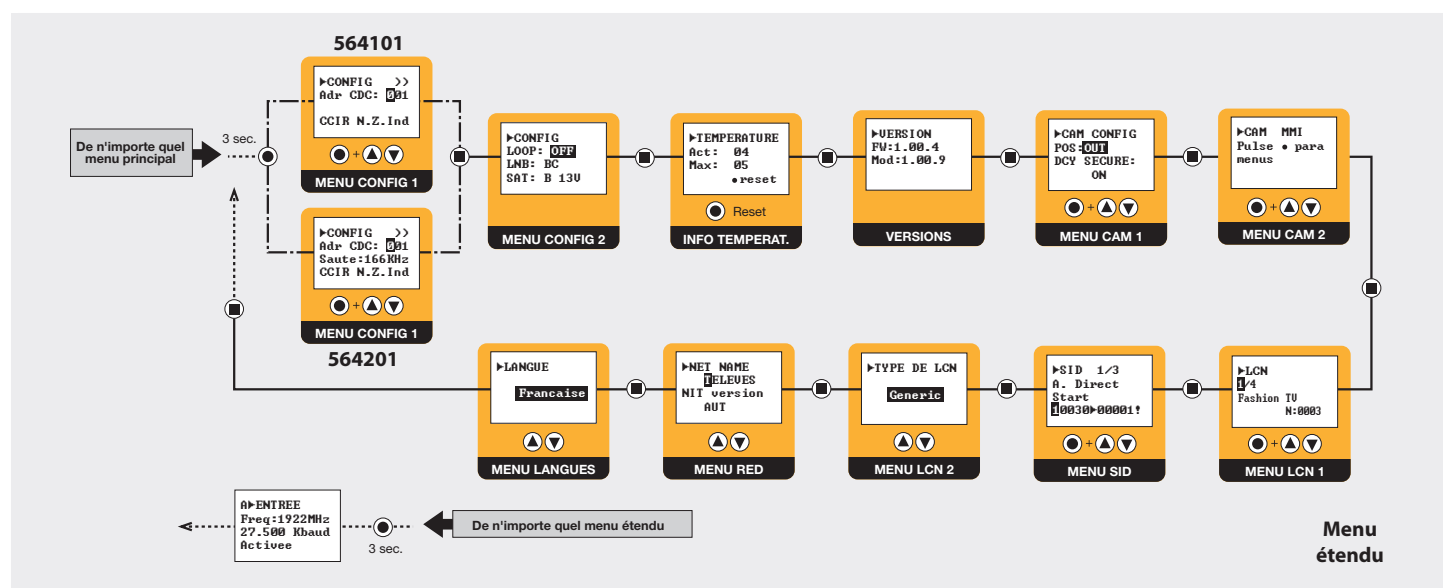 564101
▶CONFIG >>
Adr CDC: 001
CCIR N.Z.Ind
MENU CONFIG 1
De n'importe quel
menu principal
3 sec.
▶CONFIG >>
Adr CDC: 001
Saute:166KHz
CCIR N.Z.Ind
MENU CONFIG 1
564201
▶CONFIG
LOOP: OFF
LNB: BC
SAT: B 13V
MENU CONFIG 2
▶TEMPERATURE
Act: 04
Max: 05
●reset
Reset
INFO TEMPERAT.
▶VERSION
FW:1.00.4
Mod:1.00.9
VERSIONS
▶CAM CONFIG
POS:OUT
DCY SECURE:
ON
MENU CAM 1
▶CAM MMI
Pulse ● para
menus
MENU CAM 2
▶LANGUE
Francaise
MENU LANGUES
▶NET NAME
TELEVES
NIT version
AUT
MENU RED
▶TYPE DE LCN
Generic
MENU LCN 2
▶SID 1/3
A. Direct
Start
10030▶00001!
MENU SID
▶LCN
1/4
Fashion TV
N:0003
MENU LCN 1
A▶ENTREE
Freq:1922MHz
27.500 Kbaud
Activee
3 sec.
De n'importe quel menu étendu
Menu
étendu